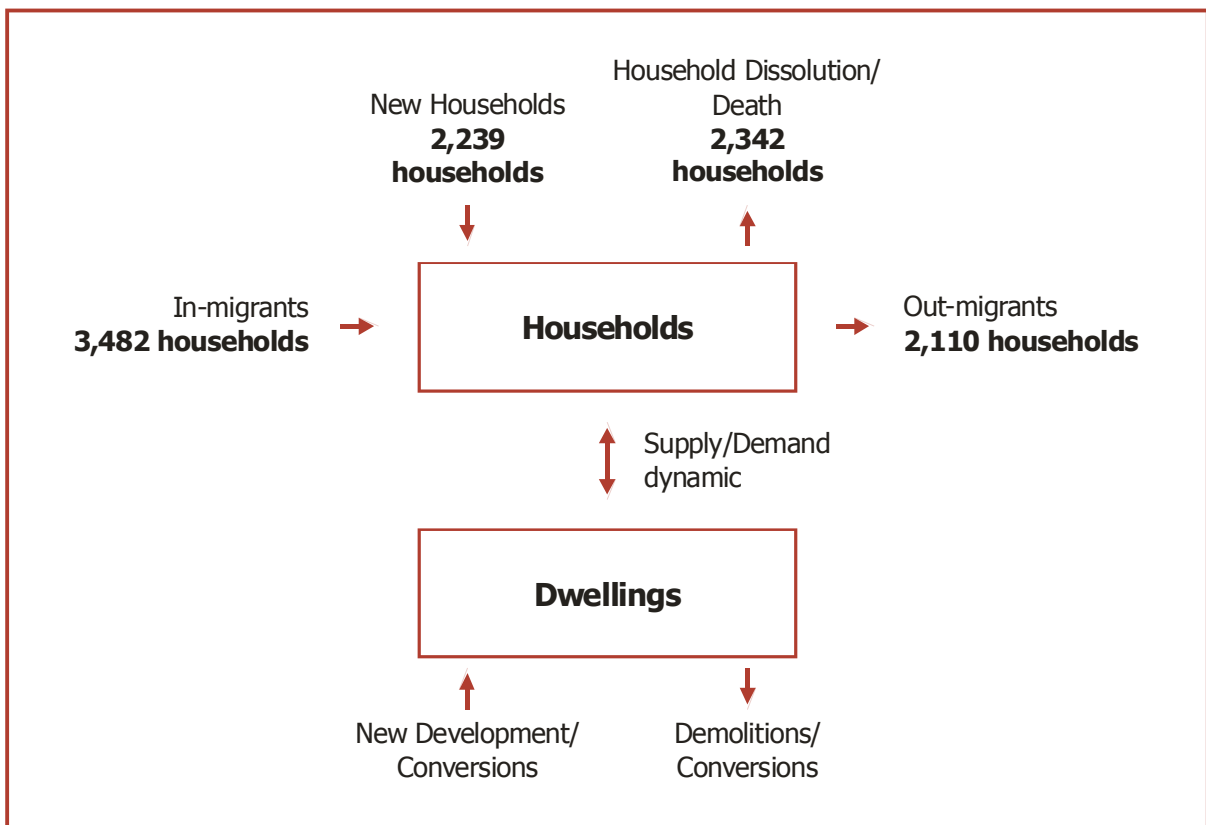 New Households
2,239
households
Household Dissolution/
Death
2,342
households
In-migrants
3,482 households
Households
Out-migrants
2,110 households
Supply/Demand
dynamic
Dwellings
New Development/
Conversions
Demolitions/
Conversions